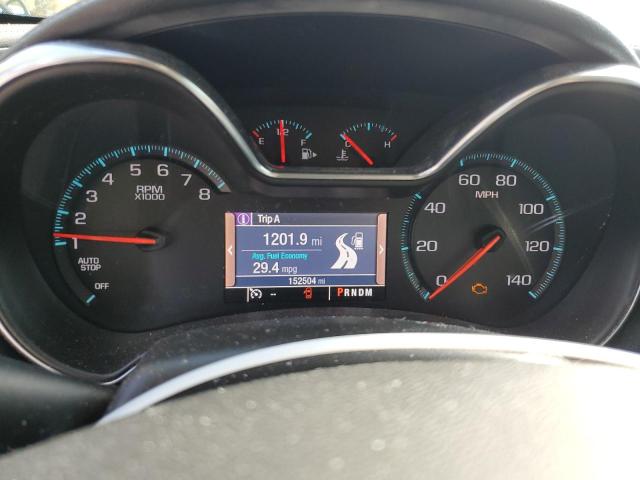 E 1/2 F
C H
1 2 3 4 5 6 7 8
RPM
X1000
AUTO
STOP
OFF
i Trip A
1201.9 mi
Avg. Fuel Economy
29.4 mpg
152504 mi
-- PRNDM
0 20 40 60 80 100 120 140
MPH